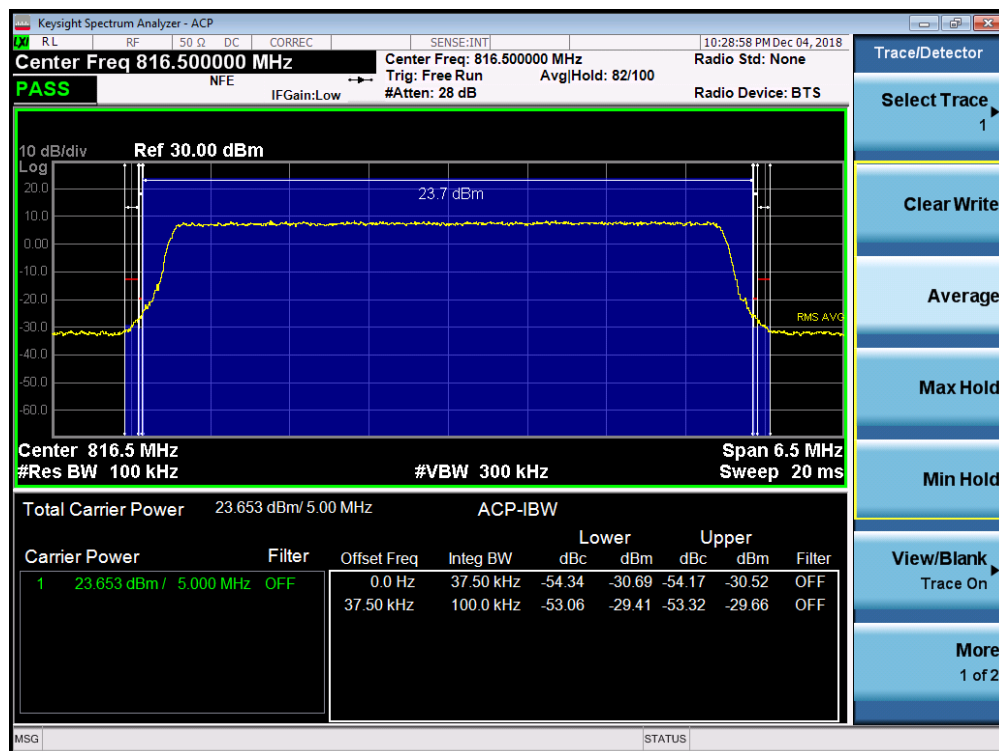 Keysight Spectrum Analyzer - ACP
LXI RL RF 50 Ω DC CORREC SENSE:INT 10:28:58 PM Dec 04, 2018
Center Freq 816.500000 MHz
Center Freq: 816.500000 MHz
Radio Std: None
NFE
Trig: Free Run
Avg|Hold: 82/100
PASS
IFGain:Low
#Atten: 28 dB
Radio Device: BTS
10 dB/div
Ref 30.00 dBm
Log
20.0
10.0
0.00
-10.0
-20.0
-30.0
-40.0
-50.0
-60.0
23.7 dBm
RMS AVG
Center 816.5 MHz
Span 6.5 MHz
#Res BW 100 kHz
#VBW 300 kHz
Sweep 20 ms
Total Carrier Power 23.653 dBm/ 5.00 MHz ACP-IBW
Lower Upper
Carrier Power Filter Offset Freq Integ BW dBc dBm dBc dBm Filter
1 23.653 dBm / 5.000 MHz OFF 0.0 Hz 37.50 kHz -54.34 -30.69 -54.17 -30.52 OFF
37.50 kHz 100.0 kHz -53.06 -29.41 -53.32 -29.66 OFF
MSG
STATUS
Trace/Detector
Select Trace
1
Clear Write
Average
Max Hold
Min Hold
View/Blank
Trace On
More
1 of 2